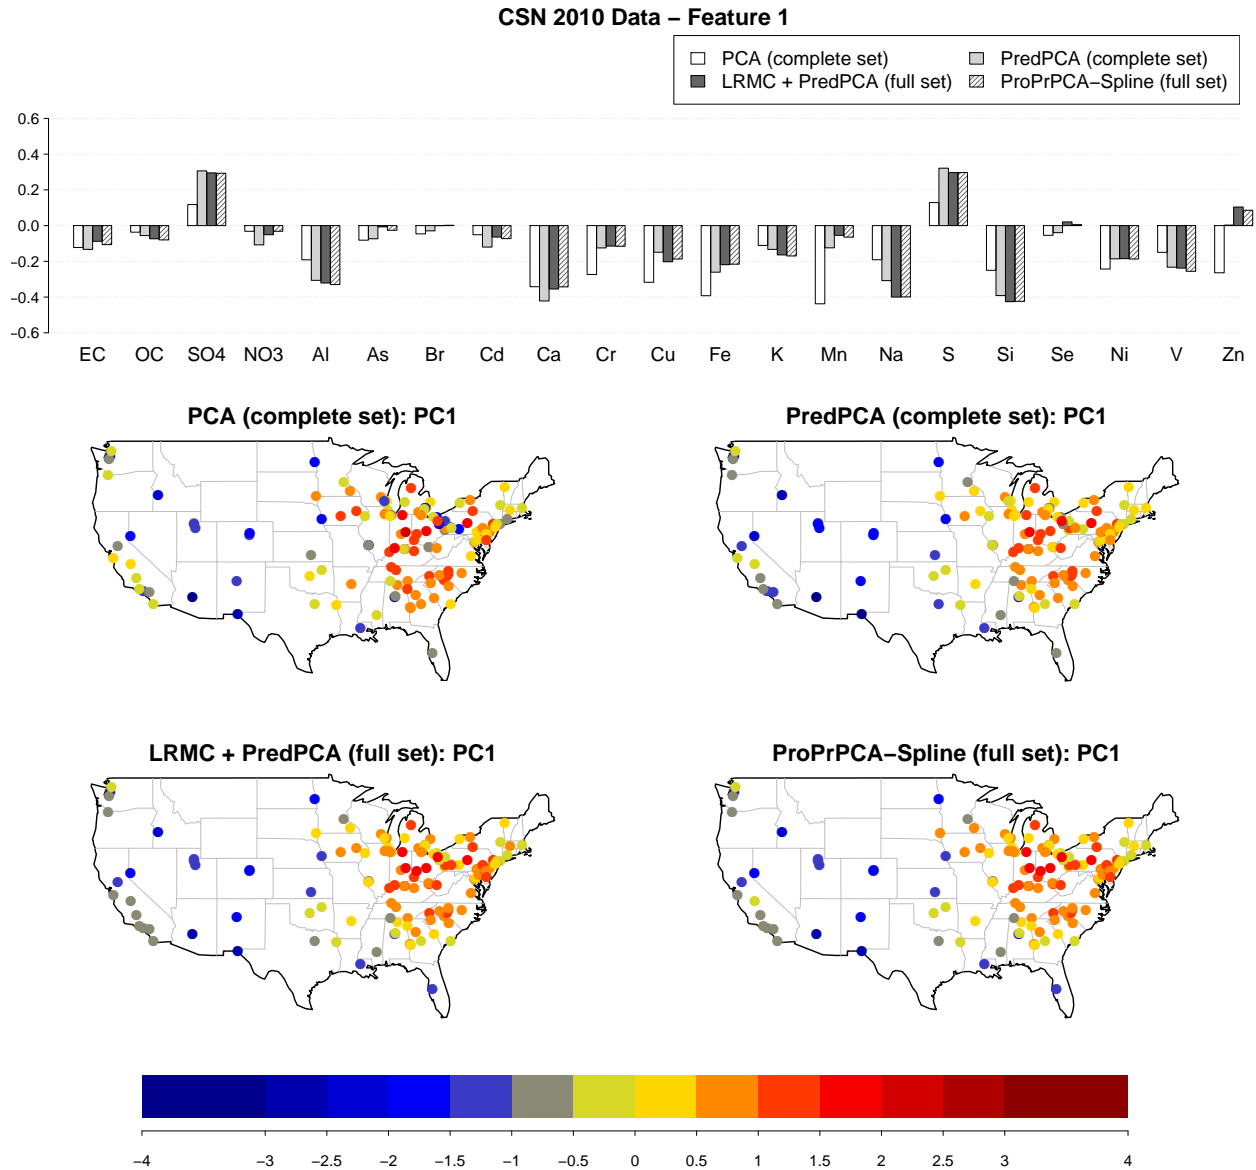 CSN 2010 Data − Feature 1
PCA (complete set) PredPCA (complete set)
LRMC + PredPCA (full set) ProPrPCA−Spline (full set)
0.6
0.4
0.2
0.0
−0.2
−0.4
−0.6
EC OC SO4 NO3 Al As Br Cd Ca Cr Cu Fe K Mn Na S Si Se Ni V Zn
PCA (complete set): PC1 PredPCA (complete set): PC1
LRMC + PredPCA (full set): PC1 ProPrPCA−Spline (full set): PC1
−4 −3 −2.5 −2 −1.5 −1 −0.5 0 0.5 1 1.5 2 2.5 3 4